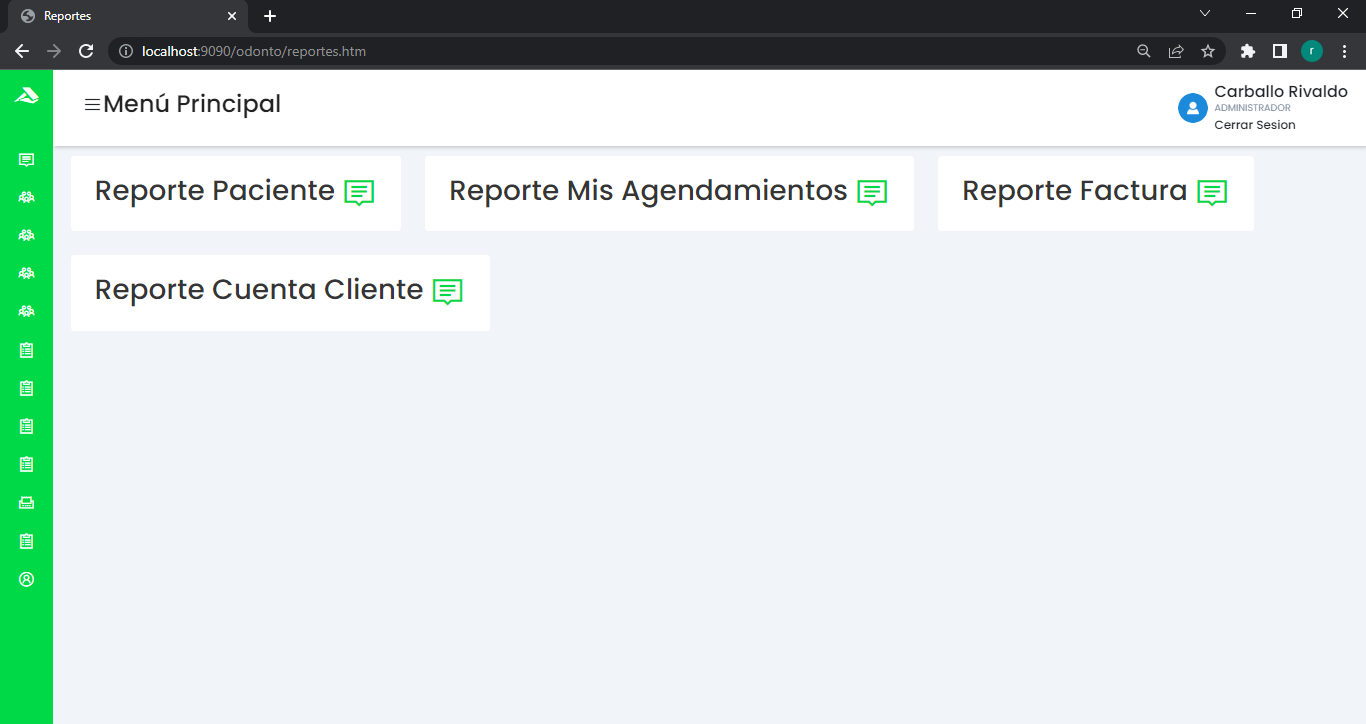 Reportes
localhost:9090/odonto/reportes.htm
r
Menú Principal
Carballo Rivaldo
ADMINISTRADOR
Cerrar Sesion
Reporte Paciente
Reporte Mis Agendamientos
Reporte Factura
Reporte Cuenta Cliente